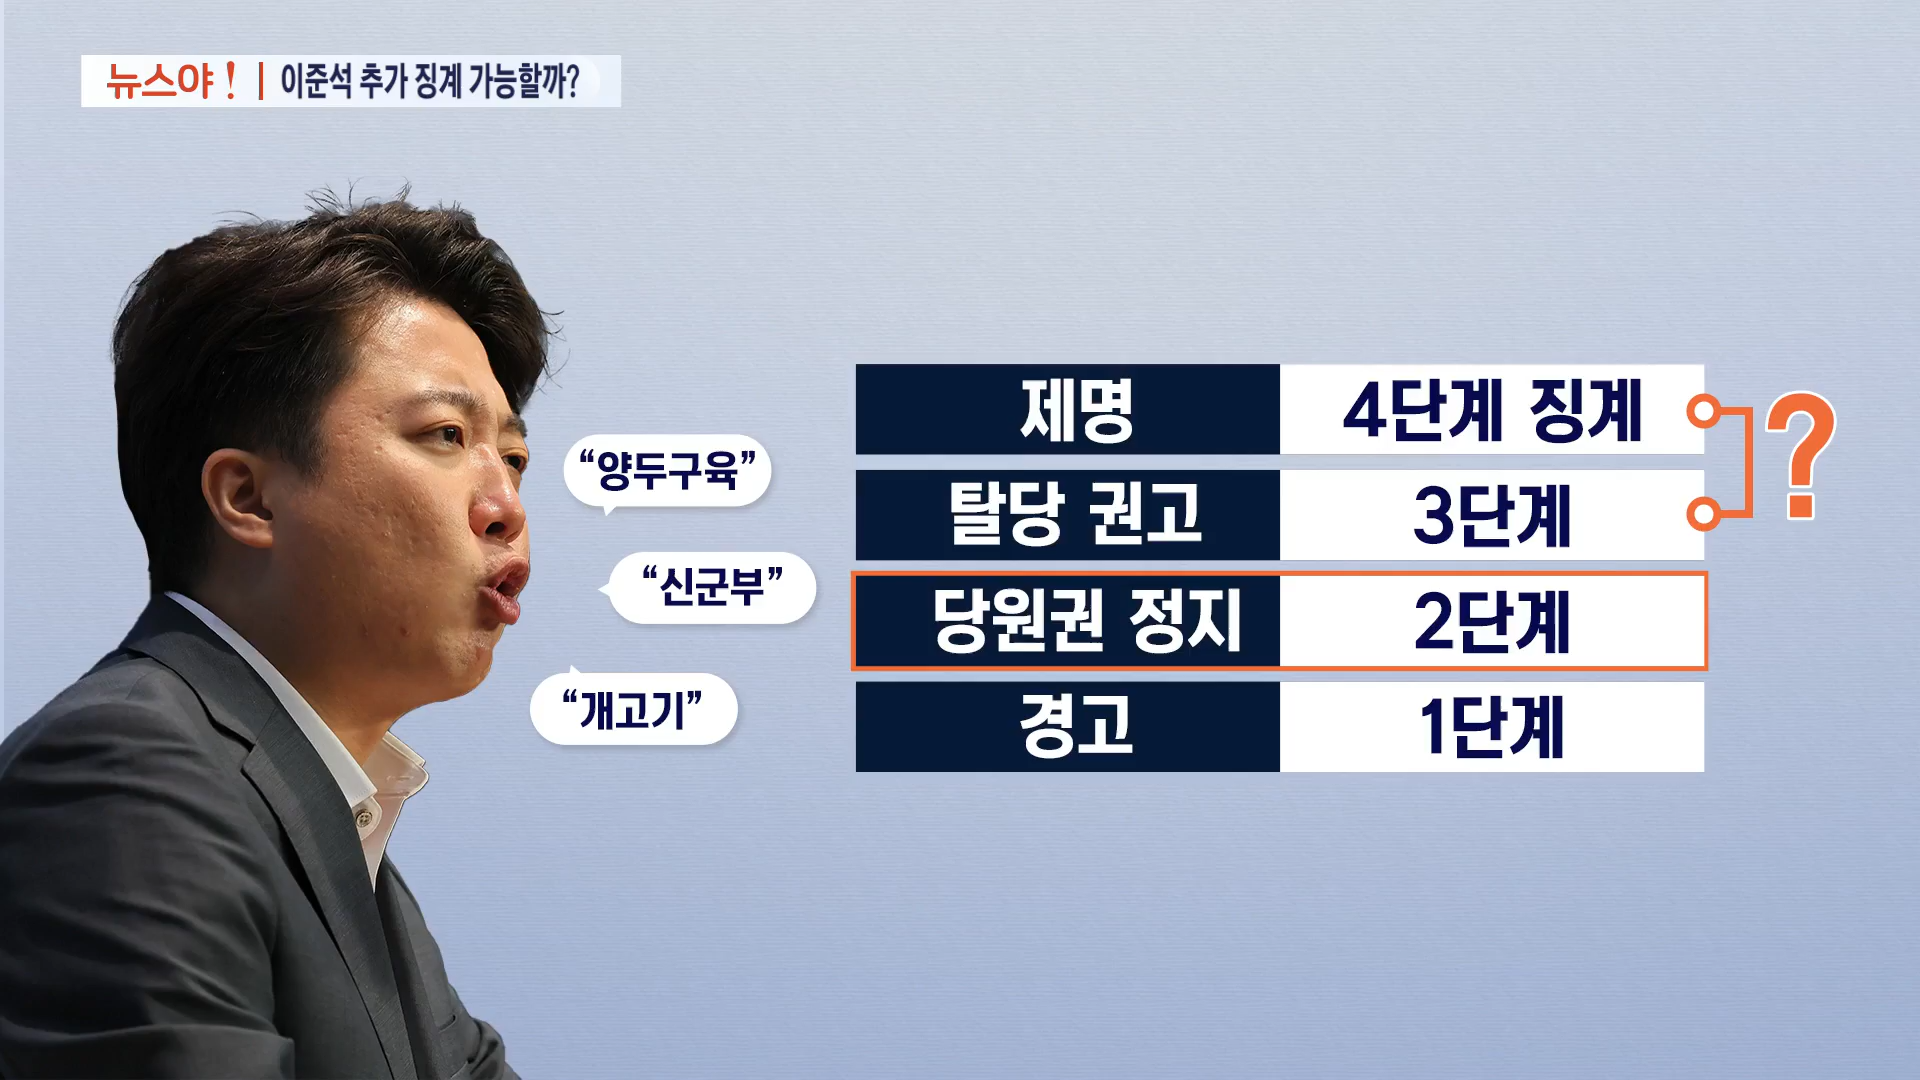 뉴스야! | 이준석 추가 징계 가능할까?
“양두구육”
“신군부”
“개고기”
제명 4단계 징계
탈당 권고 3단계
?
당원권 정지 2단계
경고 1단계